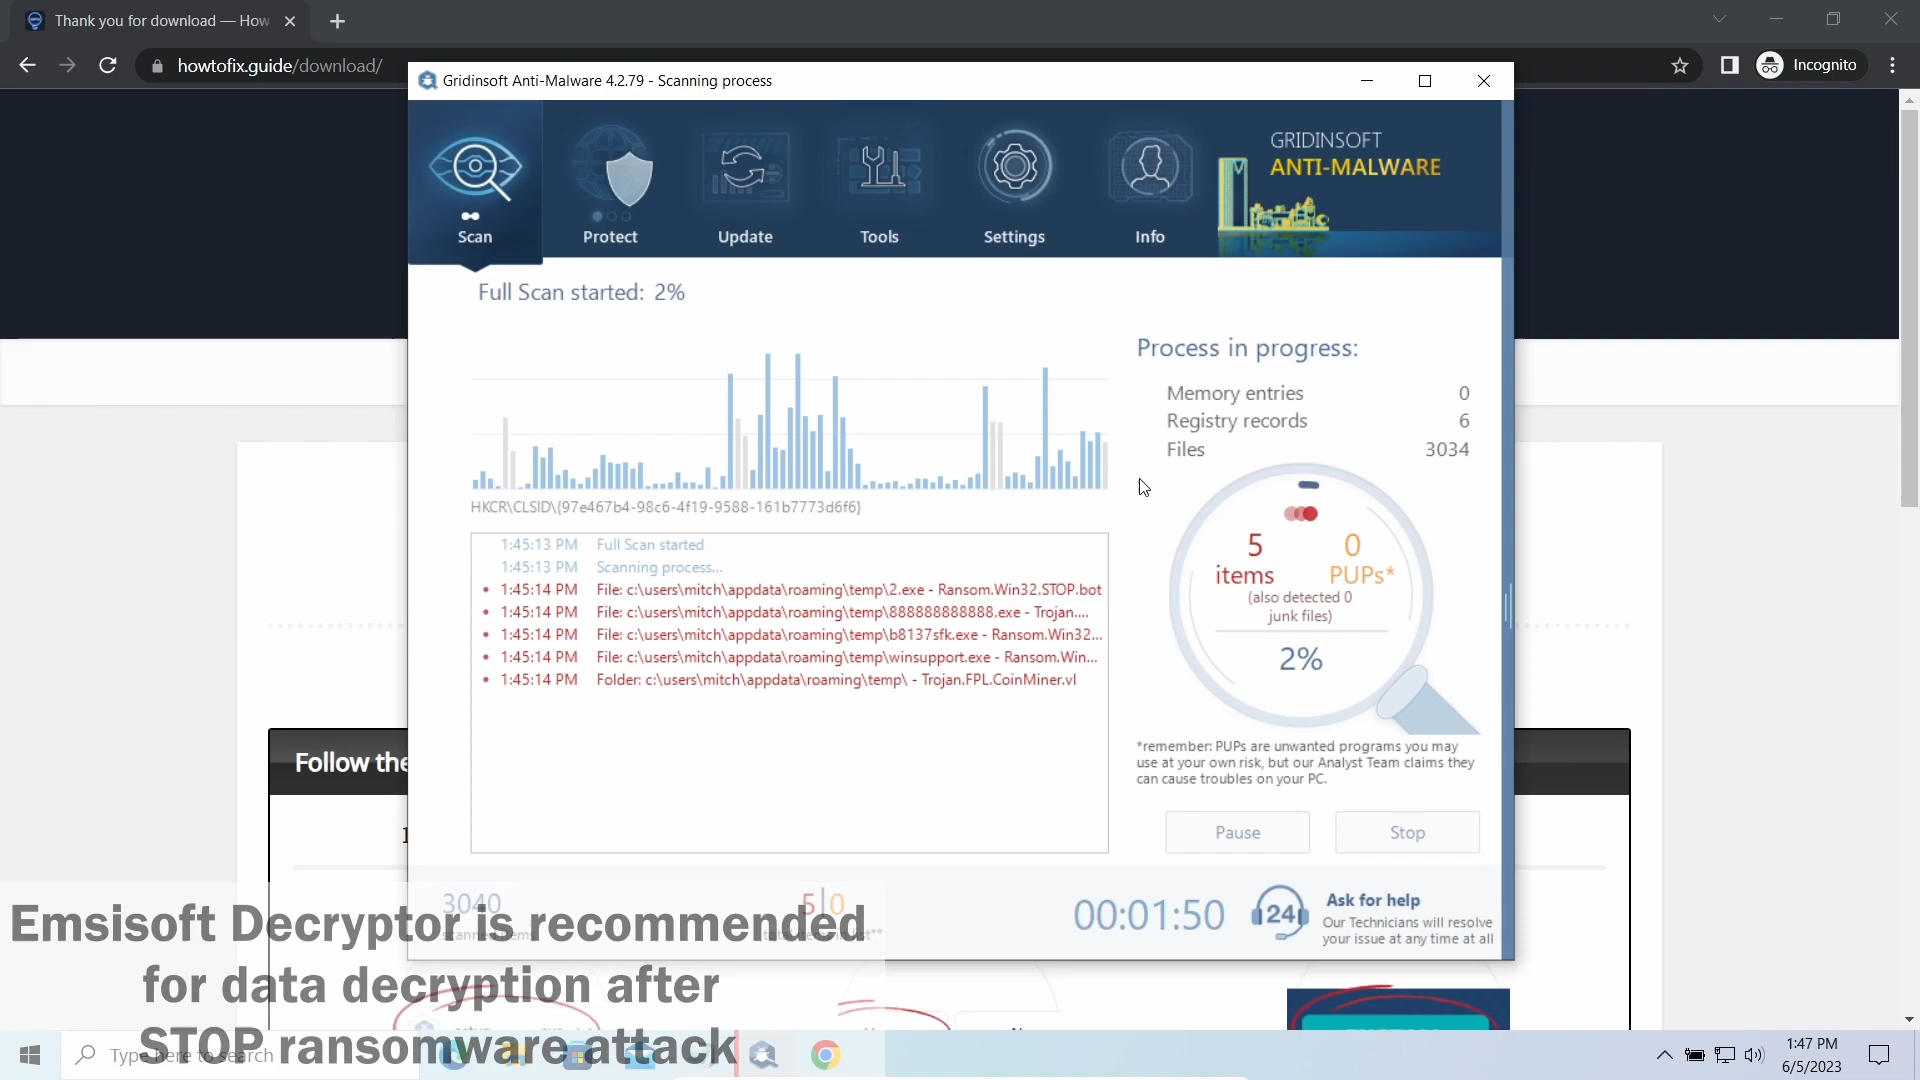 Thank you for download — How
howtofix.guide/download/
Incognito
Gridinsoft Anti-Malware 4.2.79 - Scanning process
Scan
Protect
Update
Tools
Settings
Info
GRIDINSOFT
ANTI-MALWARE
Full Scan started: 2%
Process in progress:
Memory entries 0
Registry records 6
Files 3034
HKCR\CLSID\{97e467b4-98c6-4f19-9588-161b7773d6f6}
1:45:13 PM Full Scan started
1:45:13 PM Scanning process...
1:45:14 PM File: c:\users\mitch\appdata\roaming\temp\2.exe - Ransom.Win32.STOP.bot
1:45:14 PM File: c:\users\mitch\appdata\roaming\temp\888888888888.exe - Trojan....
1:45:14 PM File: c:\users\mitch\appdata\roaming\temp\b8137sfk.exe - Ransom.Win32...
1:45:14 PM File: c:\users\mitch\appdata\roaming\temp\winsupport.exe - Ransom.Win...
1:45:14 PM Folder: c:\users\mitch\appdata\roaming\temp\ - Trojan.FPL.CoinMiner.vl
5 0
items PUPs*
(also detected 0
junk files)
2%
*remember: PUPs are unwanted programs you may
use at your own risk, but our Analyst Team claims they
can cause troubles on your PC.
Pause
Stop
Follow the
1
3040
scanned items
5|0
00:01:50
24
Ask for help
Our Technicians will resolve
your issue at any time at all
Emsisoft Decryptor is recommended
for data decryption after
STOP ransomware attack
Type here to search
1:47 PM
6/5/2023